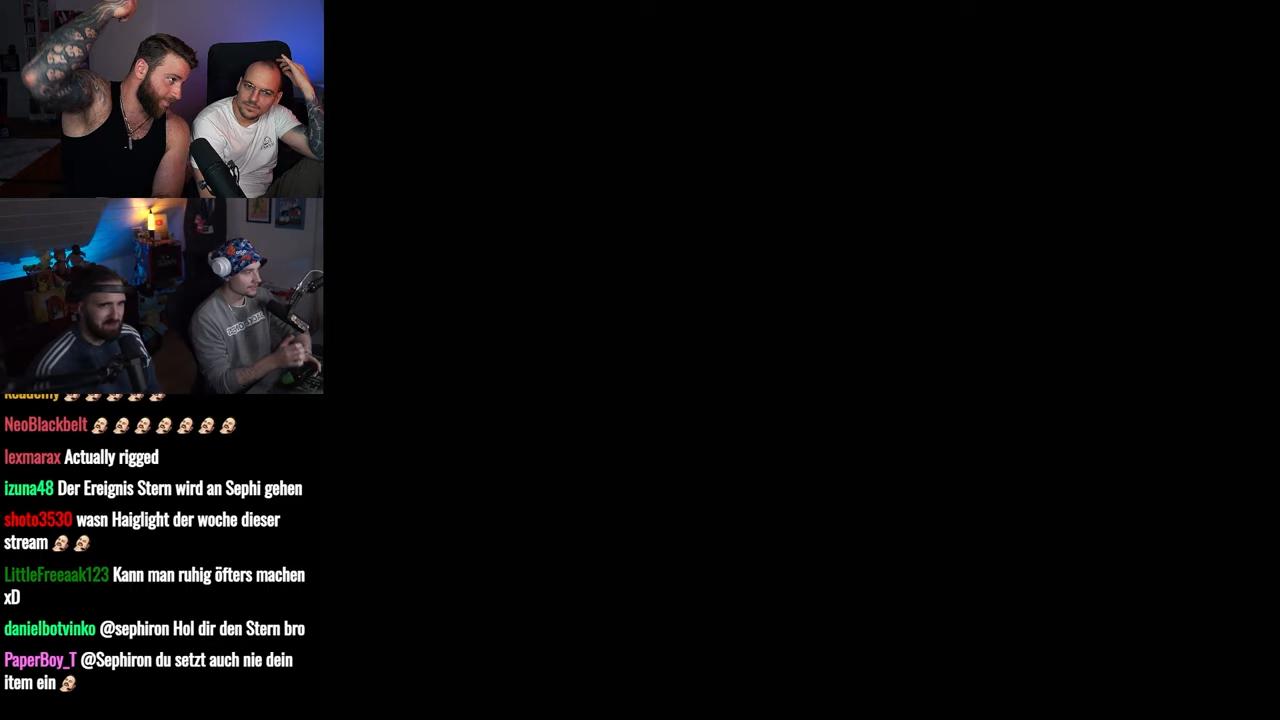 NeoBlackbelt
lexmarax Actually rigged
izuna48 Der Ereignis Stern wird an Sephi gehen
shoto3530 wasn Haiglight der woche dieser
stream
LittleFreeaak123 Kann man ruhig öfters machen
xD
danielbotvinko @sephiron Hol dir den Stern bro
PaperBoy_T @Sephiron du setzt auch nie dein
item ein